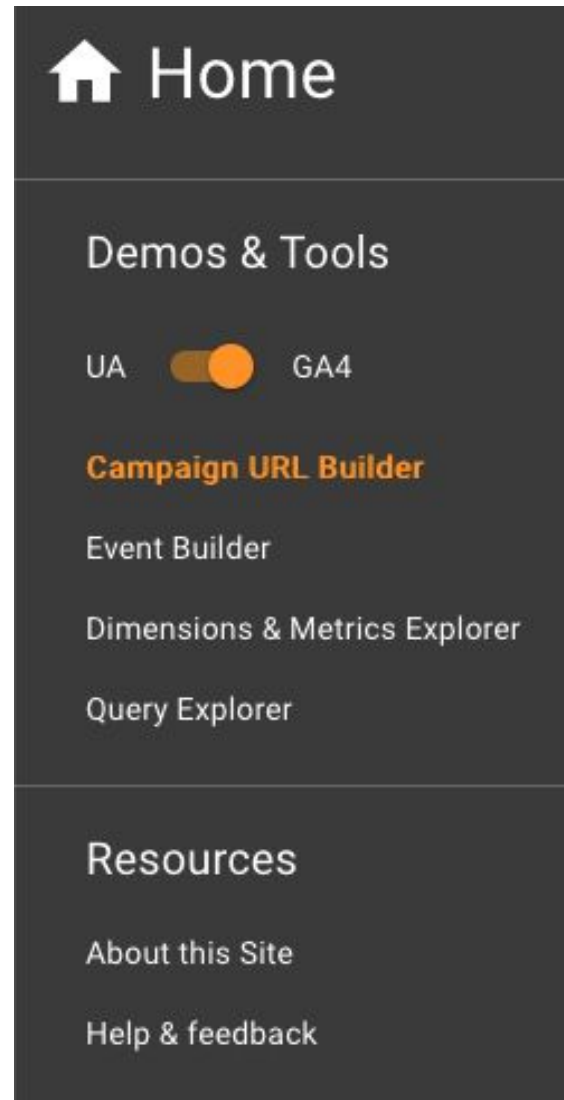 Home
Demos & Tools
UA GA4
Campaign URL Builder
Event Builder
Dimensions & Metrics Explorer
Query Explorer
Resources
About this Site
Help & feedback